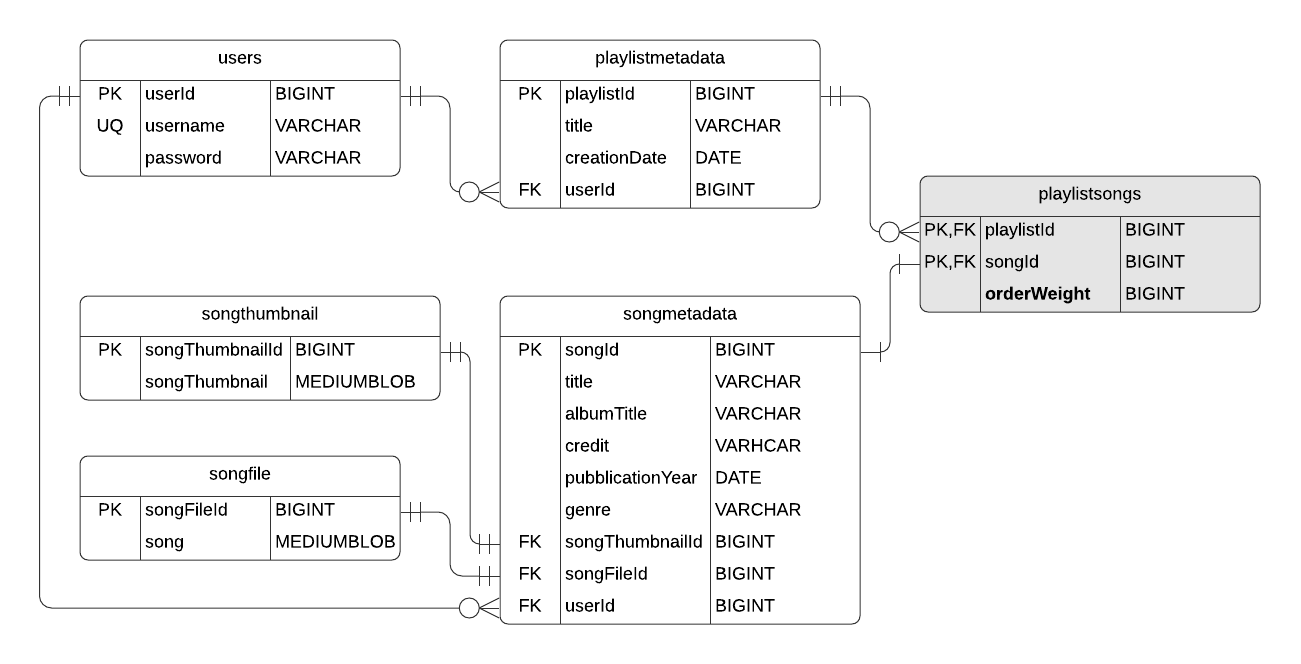 users
PK userId BIGINT
UQ username VARCHAR
password VARCHAR
playlistmetadata
PK playlistId BIGINT
title VARCHAR
creationDate DATE
FK userId BIGINT
playlistsongs
PK,FK playlistId BIGINT
PK,FK songId BIGINT
orderWeight BIGINT
songthumbnail
PK songThumbnailId BIGINT
songThumbnail MEDIUMBLOB
songmetadata
PK songId BIGINT
title VARCHAR
albumTitle VARCHAR
credit VARHCAR
pubblicationYear DATE
genre VARCHAR
FK songThumbnailId BIGINT
FK songFileId BIGINT
FK userId BIGINT
songfile
PK songFileId BIGINT
song MEDIUMBLOB